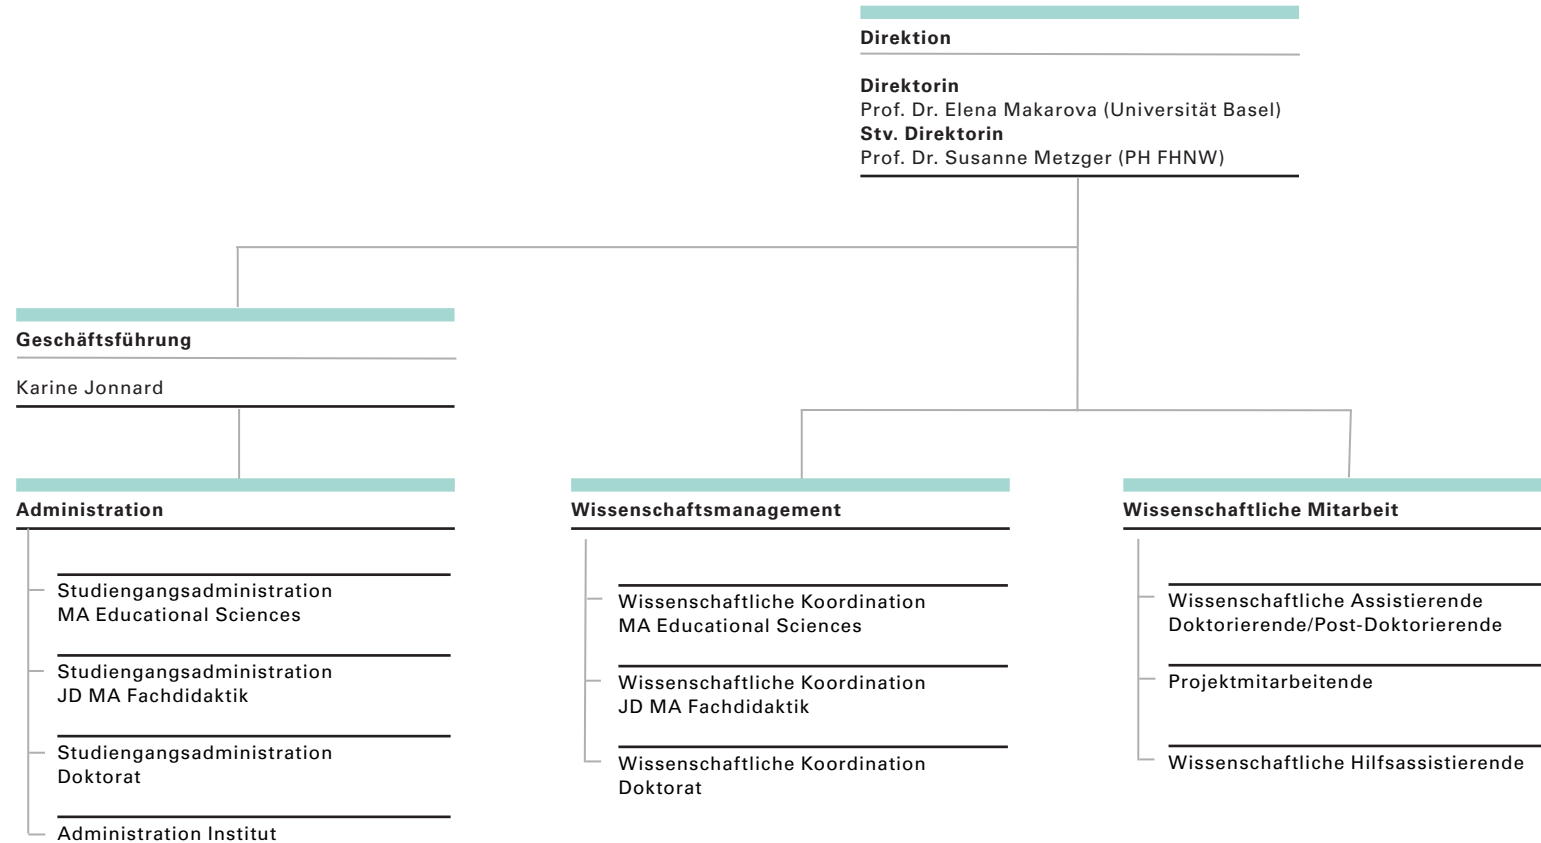 Direktion
Direktorin
Prof. Dr. Elena Makarova (Universität Basel)
Stv. Direktorin
Prof. Dr. Susanne Metzger (PH FHNW)
Geschäftsführung
Karine Jonnard
Administration
Studiengangsadministration
MA Educational Sciences
Studiengangsadministration
JD MA Fachdidaktik
Studiengangsadministration
Doktorat
Administration Institut
Wissenschaftsmanagement
Wissenschaftliche Koordination
MA Educational Sciences
Wissenschaftliche Koordination
JD MA Fachdidaktik
Wissenschaftliche Koordination
Doktorat
Wissenschaftliche Mitarbeit
Wissenschaftliche Assistierende
Doktorierende/Post-Doktorierende
Projektmitarbeitende
Wissenschaftliche Hilfsassistierende